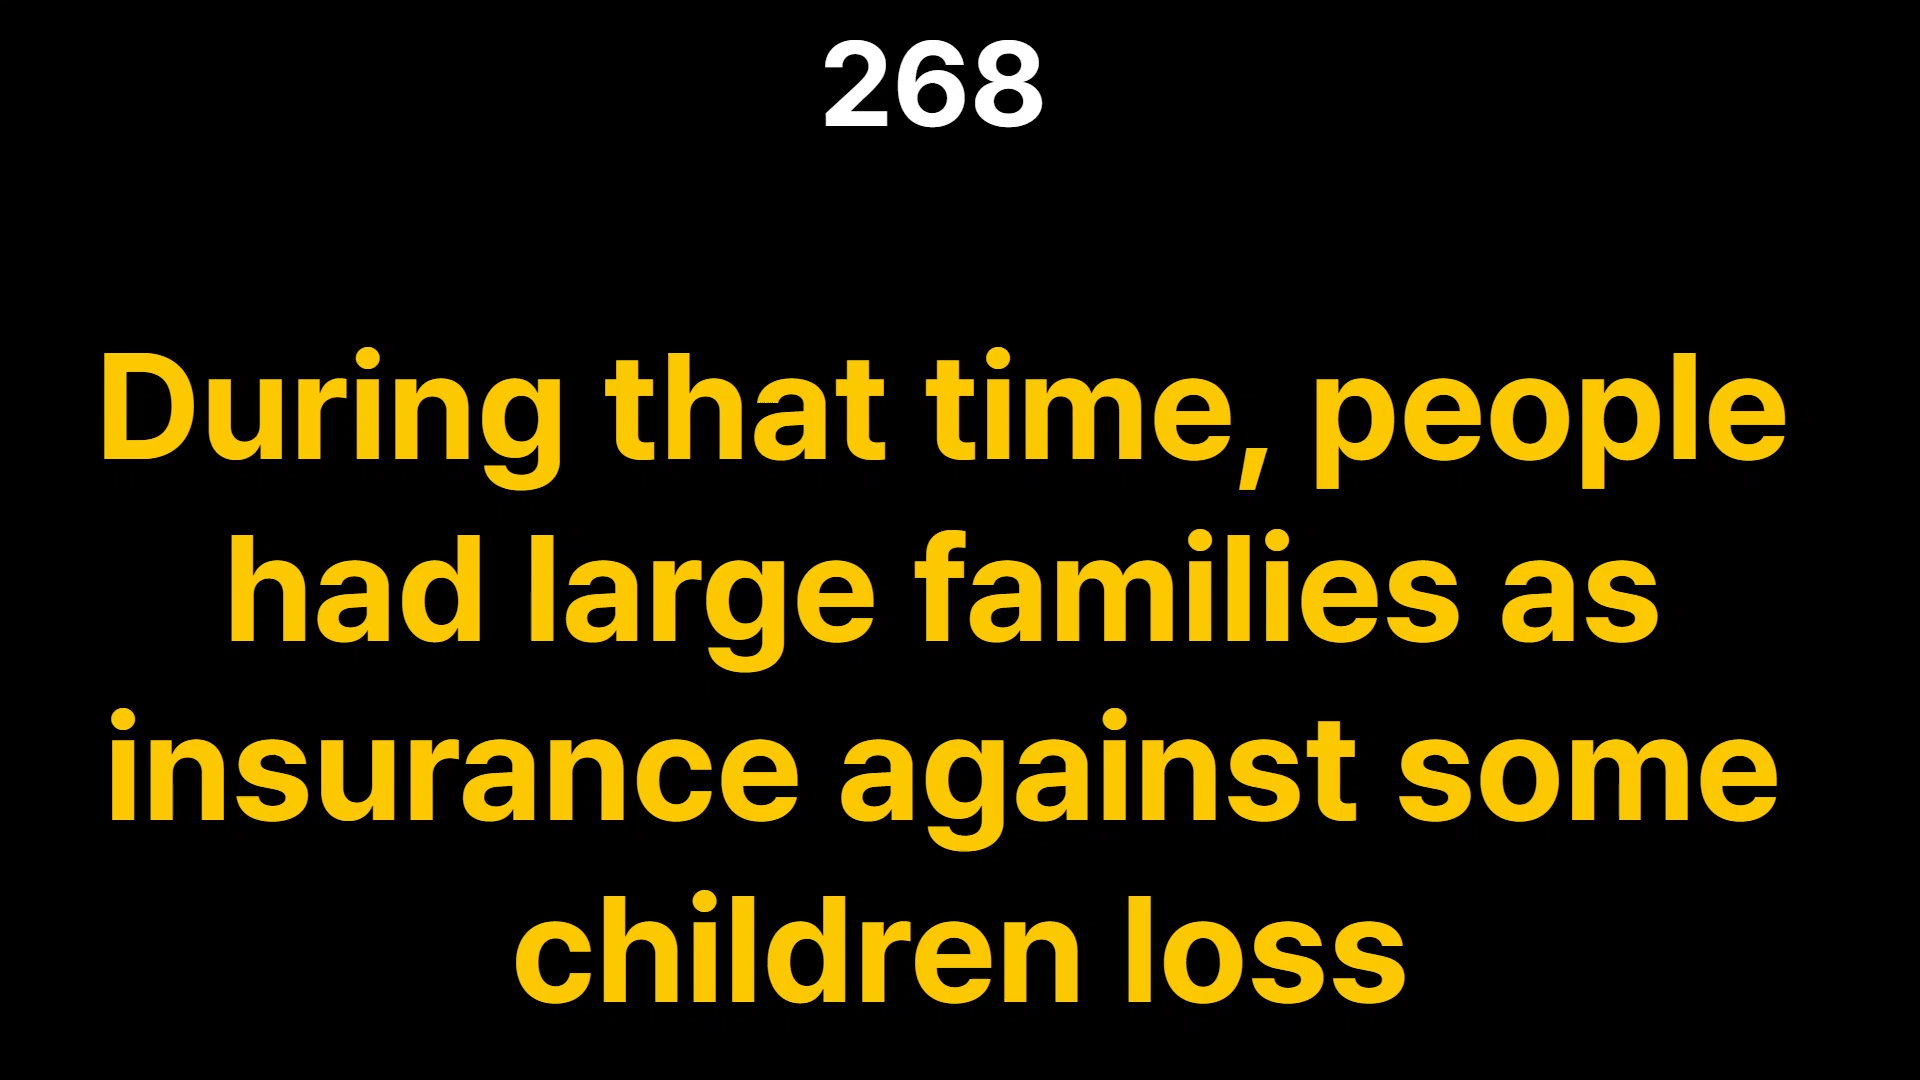 268
During that time, people
had large families as
insurance against some
children loss